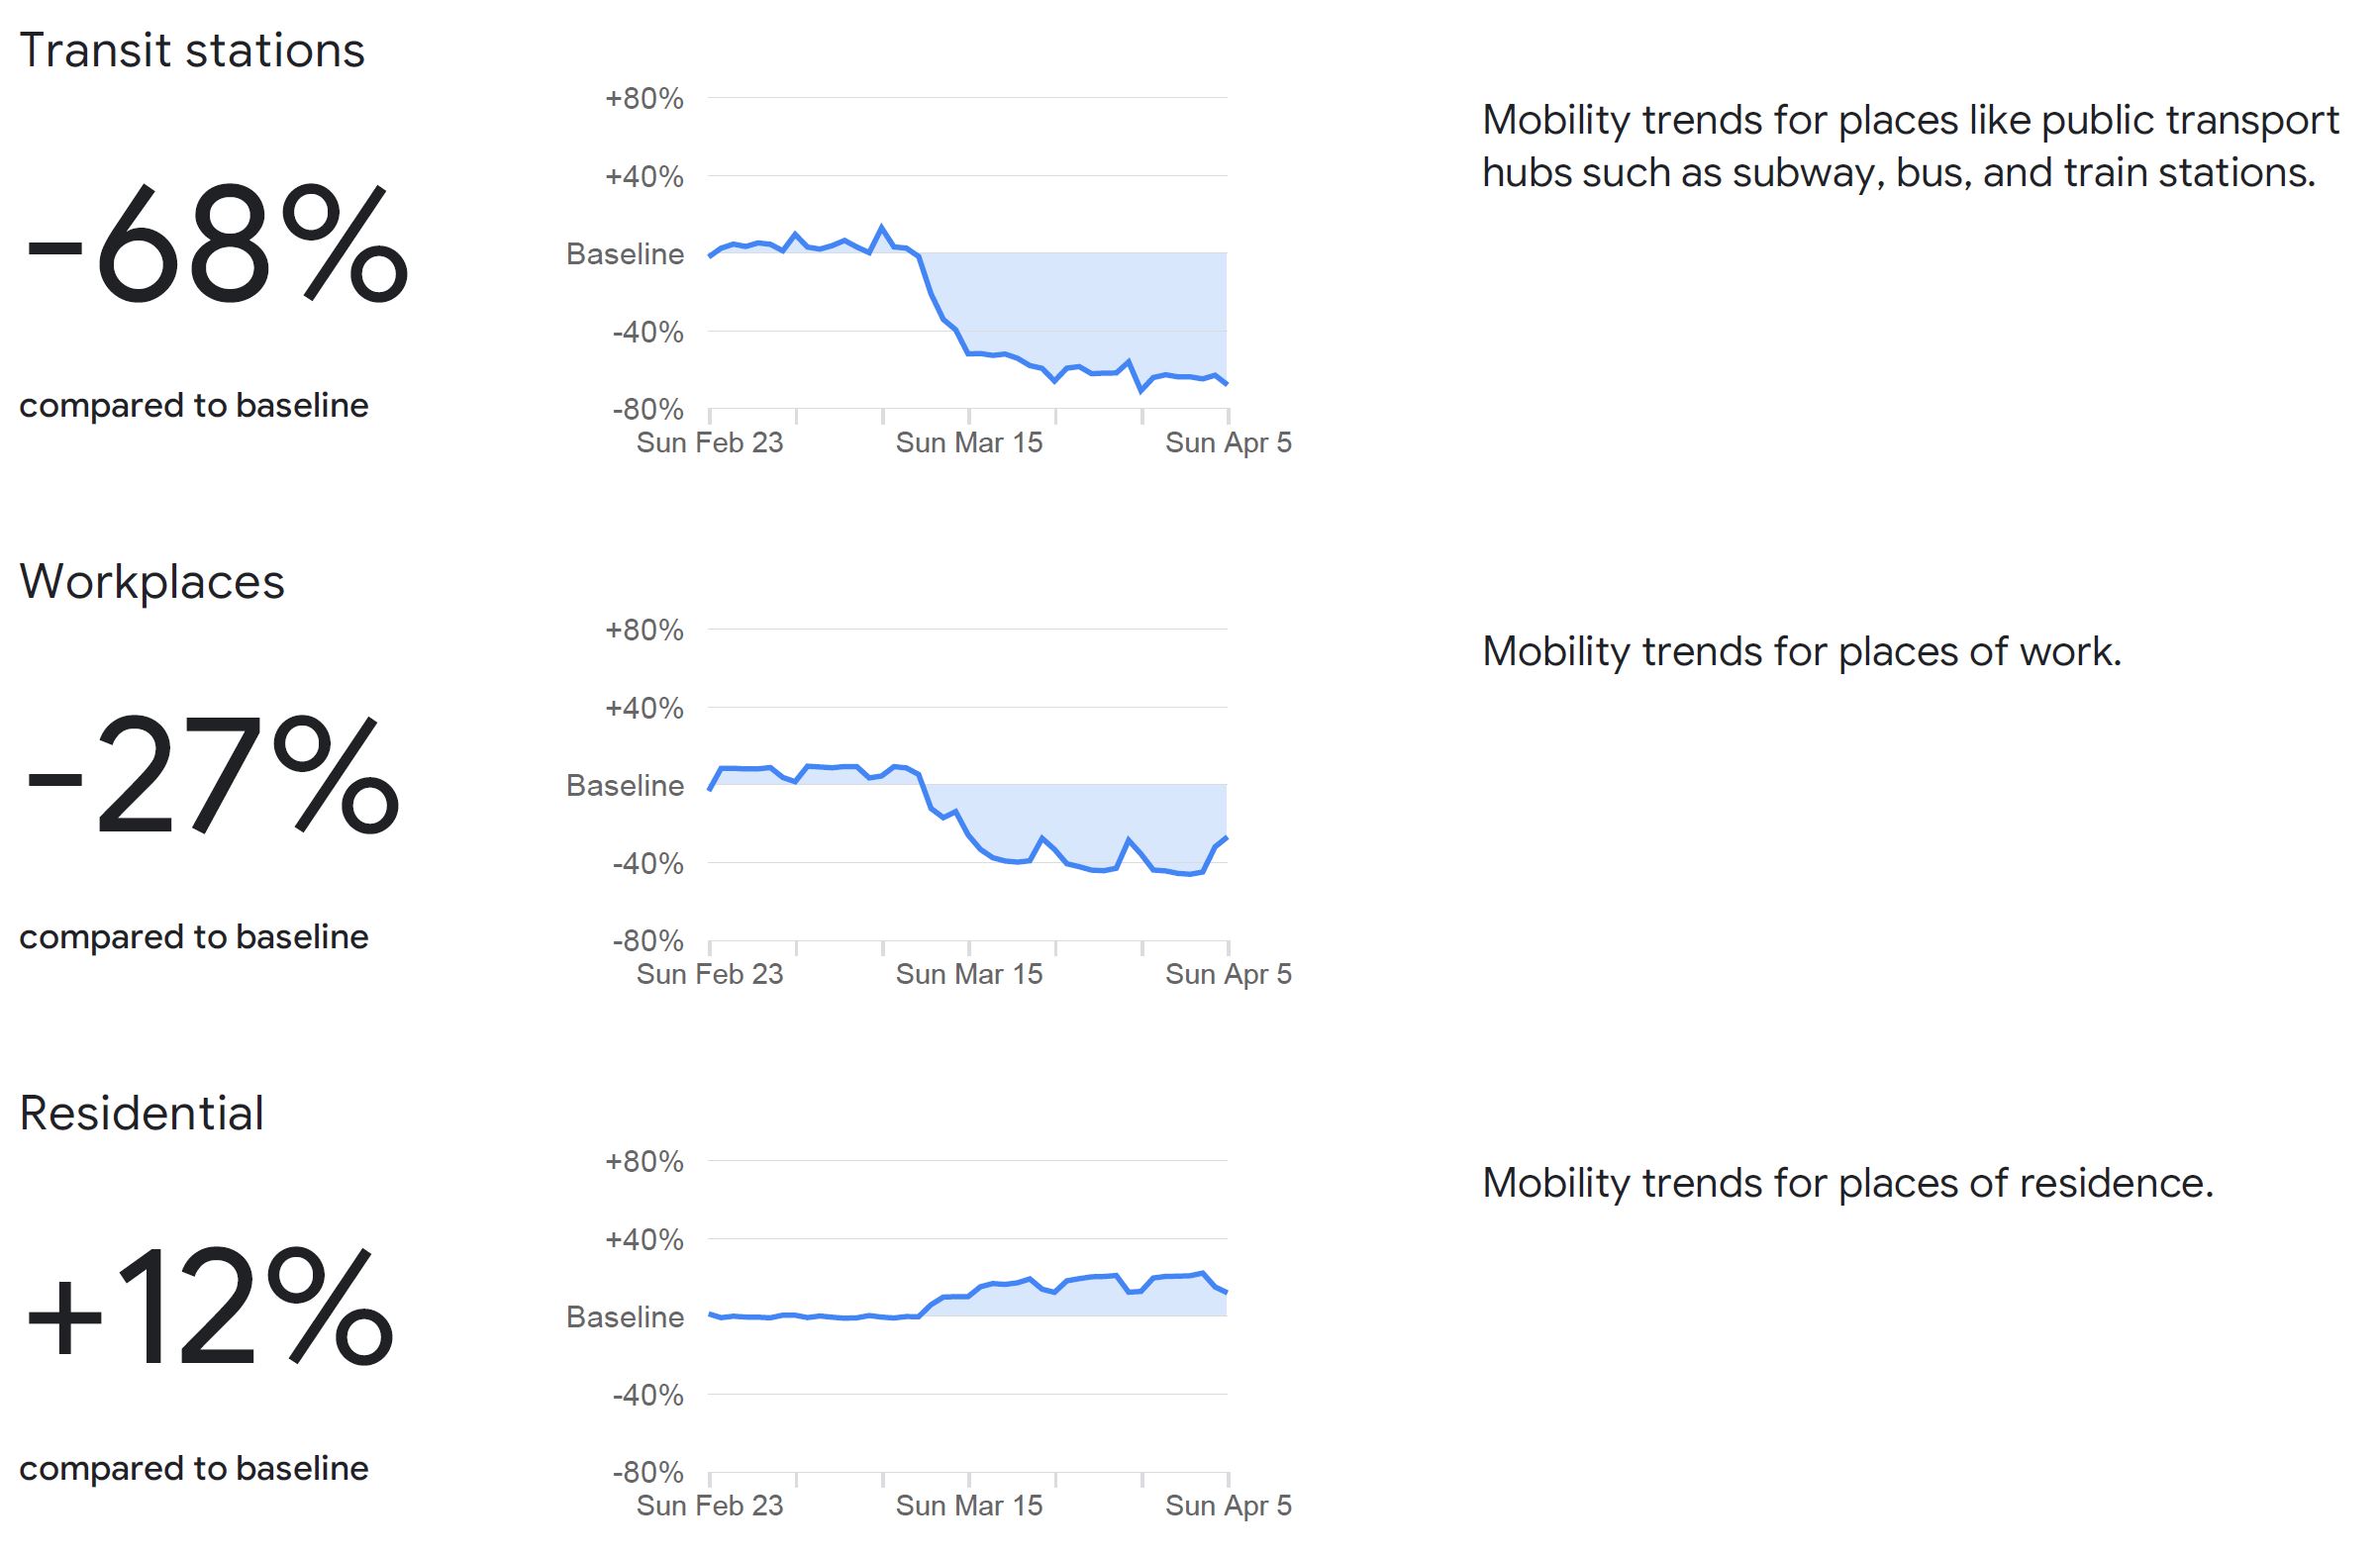 Transit stations
-68%
compared to baseline
+80%
+40%
Baseline
-40%
-80%
Sun Feb 23 Sun Mar 15 Sun Apr 5
Mobility trends for places like public transport
hubs such as subway, bus, and train stations.
Workplaces
-27%
compared to baseline
+80%
+40%
Baseline
-40%
-80%
Sun Feb 23 Sun Mar 15 Sun Apr 5
Mobility trends for places of work.
Residential
+12%
compared to baseline
+80%
+40%
Baseline
-40%
-80%
Sun Feb 23 Sun Mar 15 Sun Apr 5
Mobility trends for places of residence.